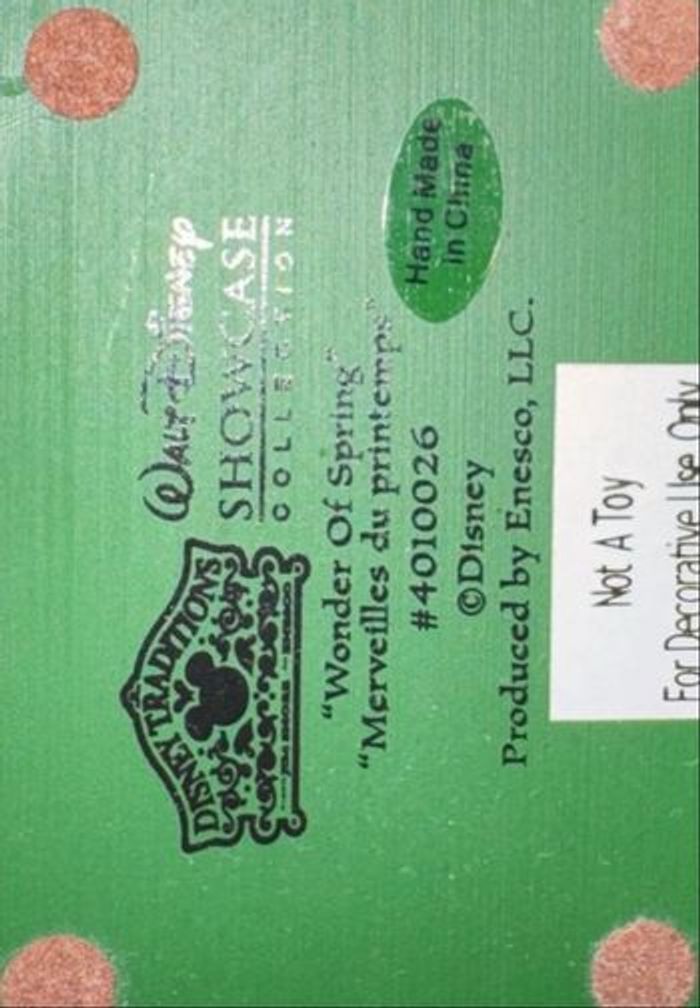 DISNEY TRADITIONS
WALT DISNEY
SHOWCASE
COLLECTION
"Wonder Of Spring"
"Merveilles du printemps"
#4010026
©Disney
Produced by Enesco, LLC.
Hand Made
in China
Not A Toy
For Decorative Use Only